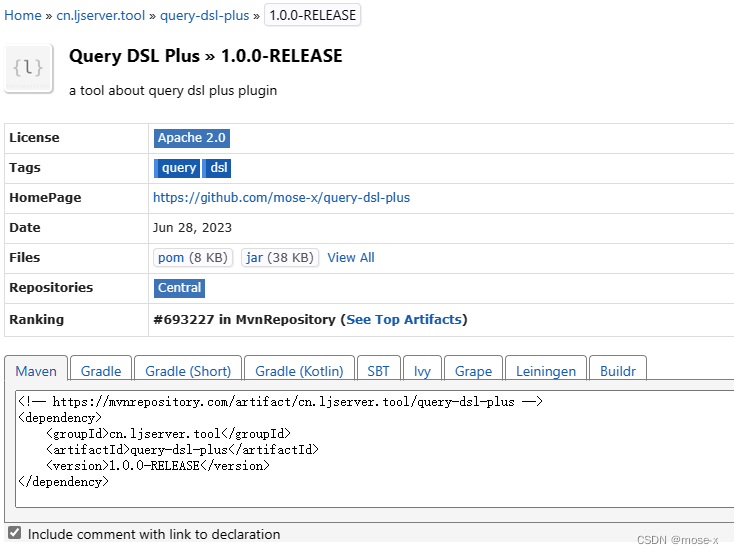 Home » cn.ljserver.tool » query-dsl-plus » 1.0.0-RELEASE
{l}
Query DSL Plus » 1.0.0-RELEASE
a tool about query dsl plus plugin
License Apache 2.0
Tags query dsl
HomePage https://github.com/mose-x/query-dsl-plus
Date Jun 28, 2023
Files pom (8 KB) jar (38 KB) View All
Repositories Central
Ranking #693227 in MvnRepository (See Top Artifacts)
Maven Gradle Gradle (Short) Gradle (Kotlin) SBT Ivy Grape Leiningen Buildr
<!-- https://mvnrepository.com/artifact/cn.ljserver.tool/query-dsl-plus -->
<dependency>
    <groupId>cn.ljserver.tool</groupId>
    <artifactId>query-dsl-plus</artifactId>
    <version>1.0.0-RELEASE</version>
</dependency>
Include comment with link to declaration
CSDN @mose-x